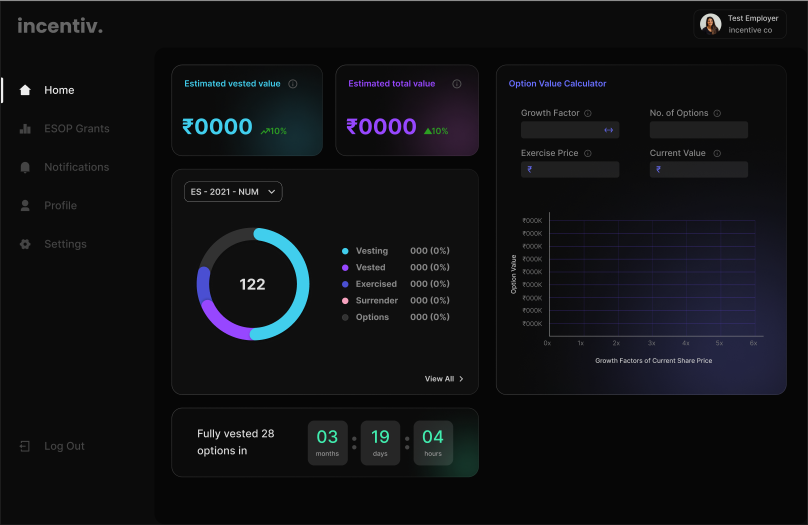 incentiv.
Test Employer
incentive co
Home
ESOP Grants
Notifications
Profile
Settings
Log Out
Estimated vested value
₹0000 10%
Estimated total value
₹0000 10%
ES - 2021 - NUM
122
Vesting 000 (0%)
Vested 000 (0%)
Exercised 000 (0%)
Surrender 000 (0%)
Options 000 (0%)
View All
Fully vested 28
options in
03 : 19 : 04
months days hours
Option Value Calculator
Growth Factor No. of Options
Exercise Price Current Value
₹ ₹
Option Value
₹000K
₹000K
₹000K
₹000K
₹000K
₹000K
₹000K
₹000K
₹000K
0x 1x 2x 3x 4x 5x 6x
Growth Factors of Current Share Price